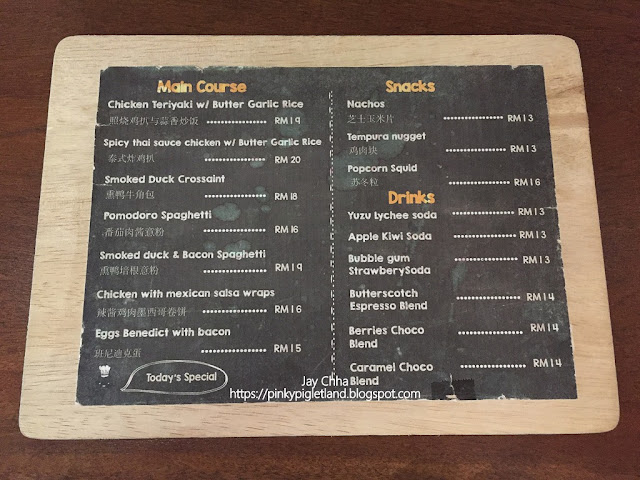 Main Course
Chicken Teriyaki w/ Butter Garlic Rice
照烧鸡扒与蒜香炒饭 RM19
Spicy thai sauce chicken w/ Butter Garlic Rice
泰式炸鸡扒 RM20
Smoked Duck Crossaint
熏鸭牛角包 RM18
Pomodoro Spaghetti
番茄肉酱意粉 RM16
Smoked duck & Bacon Spaghetti
熏鸭培根意粉 RM19
Chicken with mexican salsa wraps
辣酱鸡肉墨西哥卷饼 RM16
Eggs Benedict with bacon
班尼迪克蛋 RM15
Today's Special
Snacks
Nachos
芝士玉米片 RM13
Tempura nugget
鸡肉块 RM13
Popcorn Squid
苏冬粒 RM16
Drinks
Yuzu lychee soda RM13
Apple Kiwi Soda RM13
Bubble gum RM13
StrawberySoda
Butterscotch RM14
Espresso Blend
Berries Choco RM14
Blend
Caramel Choco RM14
Blend
Jay Chha
https://pinkypigletland.blogspot.com